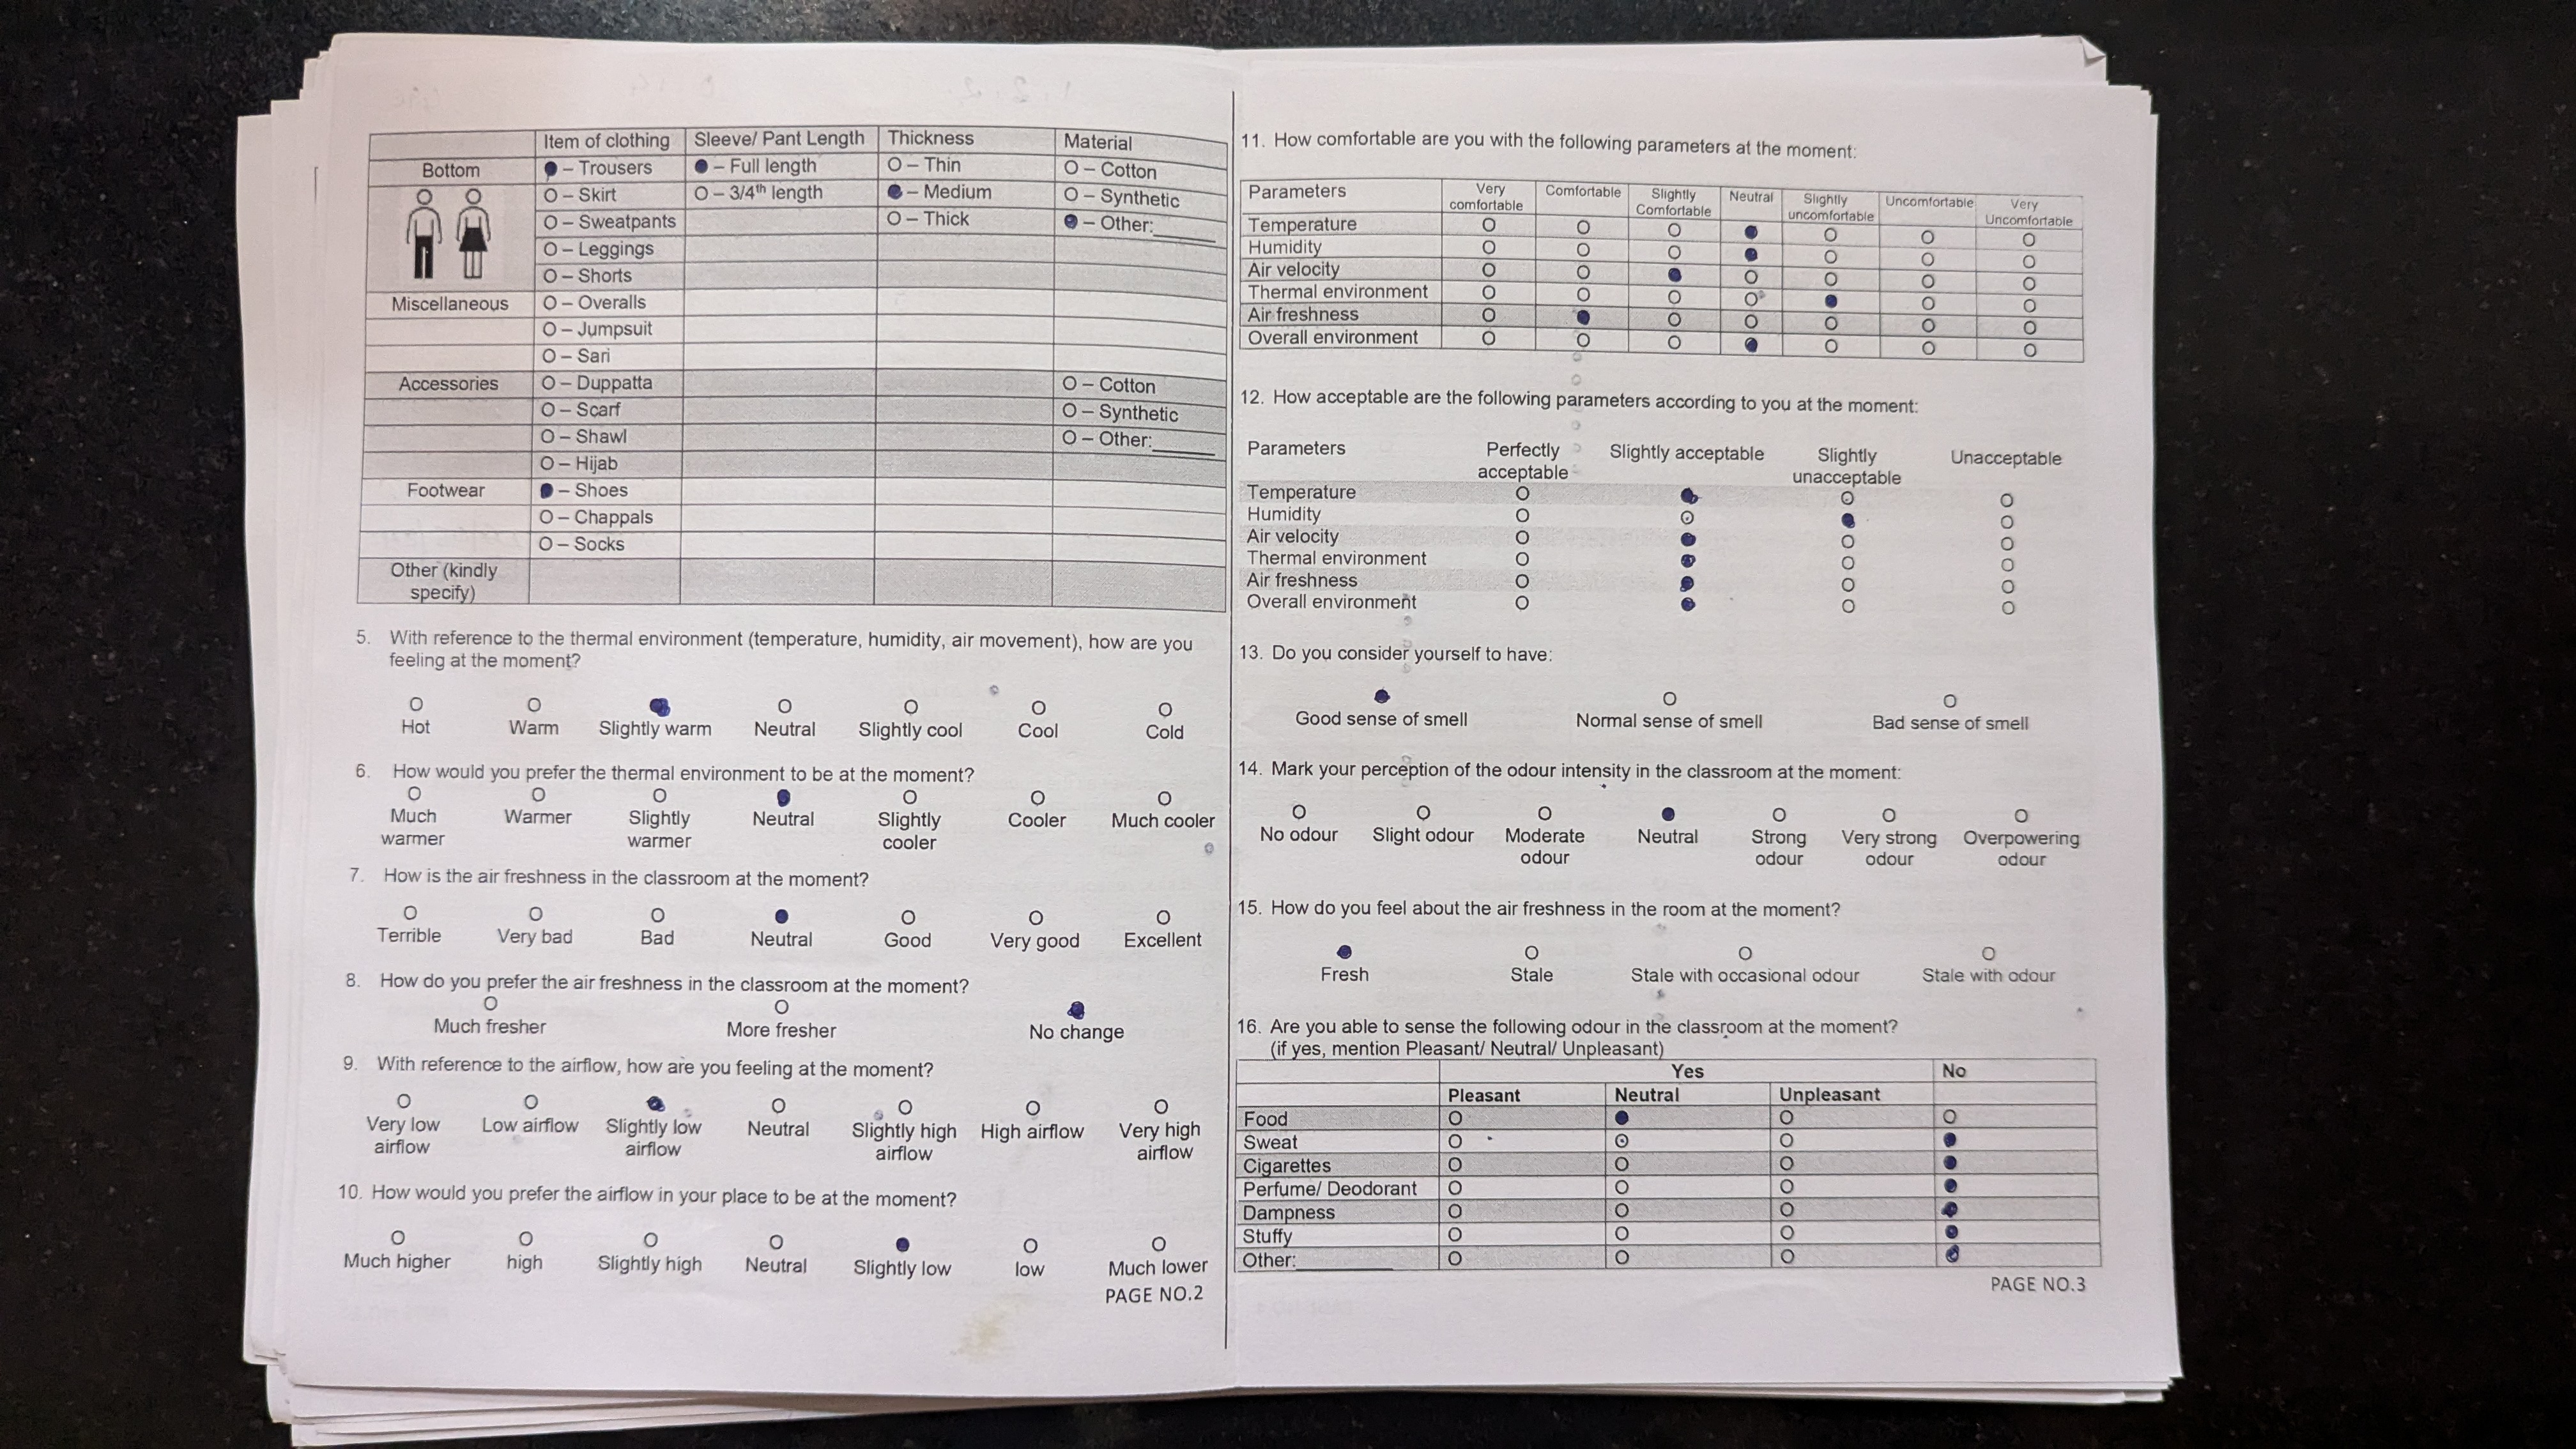 Item of clothing Sleeve/ Pant Length Thickness Material
Bottom ● – Trousers ● – Full length O – Thin O – Cotton
O – Skirt O – 3/4th length ● – Medium O – Synthetic
O – Sweatpants O – Thick ● – Other:______
O – Leggings
O – Shorts
Miscellaneous O – Overalls
O – Jumpsuit
O – Sari
Accessories O – Duppatta O – Cotton
O – Scarf O – Synthetic
O – Shawl O – Other:______
O – Hijab
Footwear ● – Shoes
O – Chappals
O – Socks
Other (kindly
specify)
5. With reference to the thermal environment (temperature, humidity, air movement), how are you
feeling at the moment?
O O ● O O O O
Hot Warm Slightly warm Neutral Slightly cool Cool Cold
6. How would you prefer the thermal environment to be at the moment?
O O O ● O O O
Much Warmer Slightly Neutral Slightly Cooler Much cooler
warmer warmer cooler
7. How is the air freshness in the classroom at the moment?
O O O ● O O O
Terrible Very bad Bad Neutral Good Very good Excellent
8. How do you prefer the air freshness in the classroom at the moment?
O O ●
Much fresher More fresher No change
9. With reference to the airflow, how are you feeling at the moment?
O O ● O O O O
Very low Low airflow Slightly low Neutral Slightly high High airflow Very high
airflow airflow airflow airflow
10. How would you prefer the airflow in your place to be at the moment?
O O O O ● O O
Much higher high Slightly high Neutral Slightly low low Much lower
PAGE NO.2
11. How comfortable are you with the following parameters at the moment:
Parameters Very Comfortable Slightly Neutral Slightly Uncomfortable Very
comfortable Comfortable uncomfortable Uncomfortable
Temperature O O O ● O O O
Humidity O O O ● O O O
Air velocity O O ● O O O O
Thermal environment O O O O ● O O
Air freshness O ● O O O O O
Overall environment O O O ● O O O
12. How acceptable are the following parameters according to you at the moment:
Parameters Perfectly Slightly acceptable Slightly Unacceptable
acceptable unacceptable
Temperature O ● O O
Humidity O O ● O
Air velocity O ● O O
Thermal environment O ● O O
Air freshness O ● O O
Overall environment O ● O O
13. Do you consider yourself to have:
● O O
Good sense of smell Normal sense of smell Bad sense of smell
14. Mark your perception of the odour intensity in the classroom at the moment:
O O O ● O O O
No odour Slight odour Moderate Neutral Strong Very strong Overpowering
odour odour odour odour
15. How do you feel about the air freshness in the room at the moment?
● O O O
Fresh Stale Stale with occasional odour Stale with odour
16. Are you able to sense the following odour in the classroom at the moment?
(if yes, mention Pleasant/ Neutral/ Unpleasant)
Yes No
Pleasant Neutral Unpleasant
Food O ● O O
Sweat O O O ●
Cigarettes O O O ●
Perfume/ Deodorant O O O ●
Dampness O O O ●
Stuffy O O O ●
Other:__________ O O O ●
PAGE NO.3